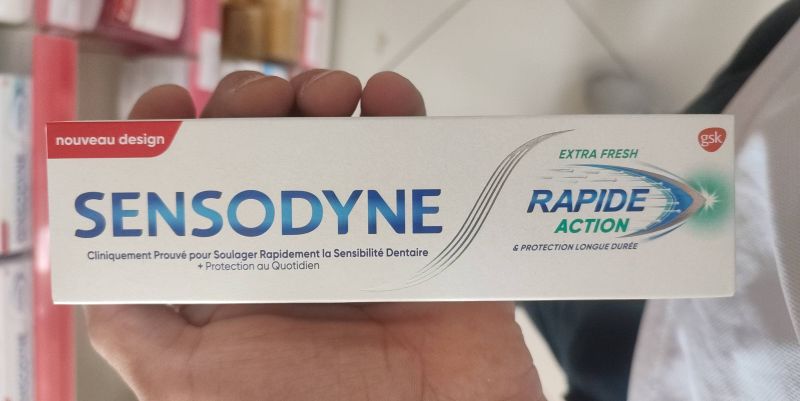 nouveau design
SENSODYNE
Cliniquement Prouvé pour Soulager Rapidement la Sensibilité Dentaire
+ Protection au Quotidien
EXTRA FRESH
RAPIDE
ACTION
& PROTECTION LONGUE DURÉE
gsk